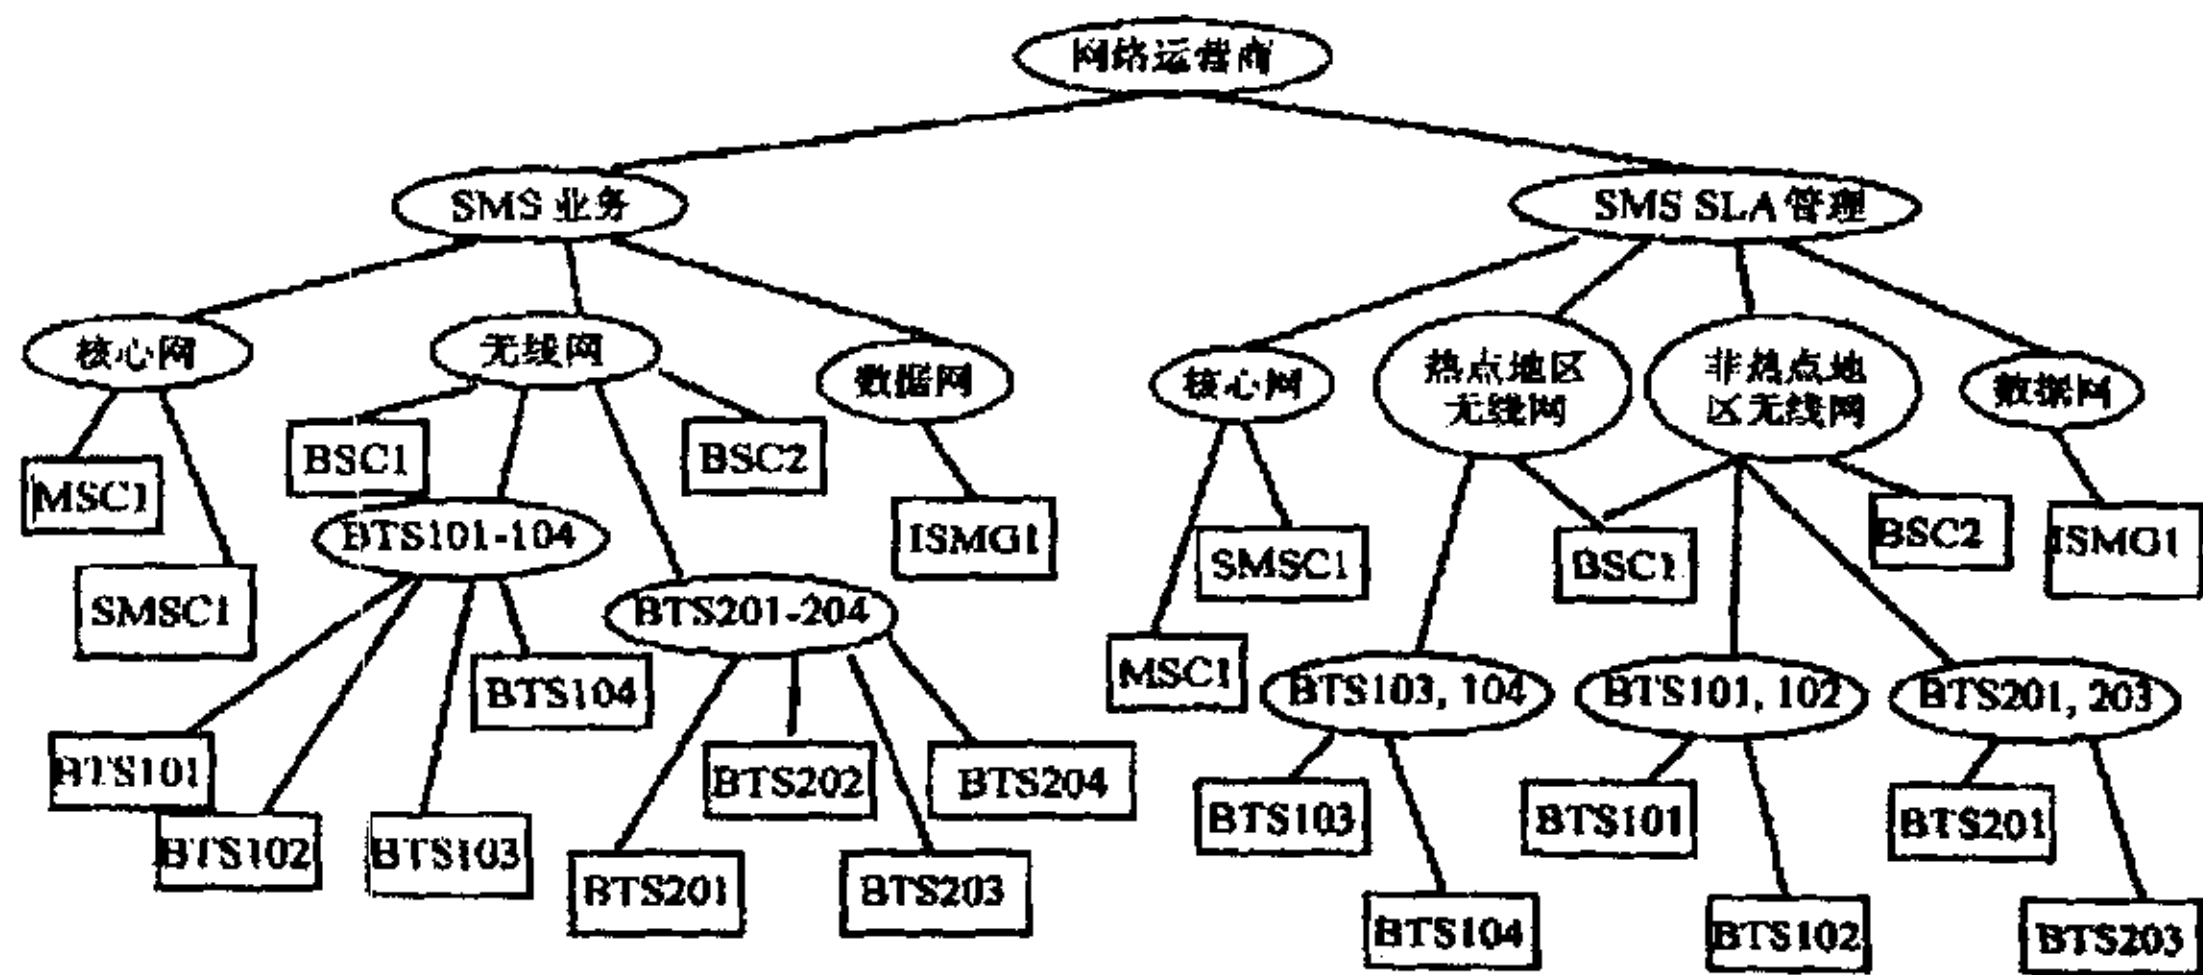 网络运营商
SMS 业务
SMS SLA 管理
核心网
无线网
数据网
核心网
热点地区
无线网
非热点地
区无线网
数据网
MSC1
BSC1
BSC2
ISMG1
SMSC1
BTS101-104
BTS201-204
SMSC1
BSC1
BSC2
ISMG1
MSC1
BTS104
BTS103, 104
BTS101, 102
BTS201, 203
BTS101
BTS202
BTS204
BTS102
BTS103
BTS201
BTS203
BTS103
BTS101
BTS201
BTS104
BTS102
BTS203